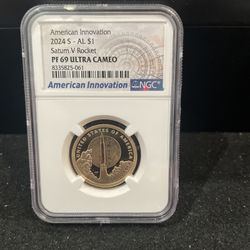 American Innovation
2024 S - AL $1
Saturn V Rocket
PF 69 ULTRA CAMEO
8335825-061
American Innovation
NGC
UNITED STATES OF AMERICA